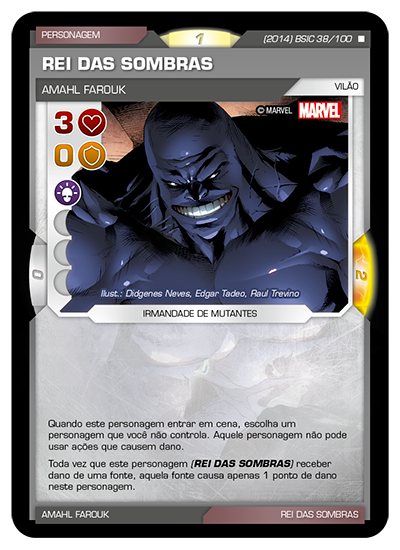 PERSONAGEM
1
(2014) BSIC 38/100
REI DAS SOMBRAS
AMAHL FAROUK
VILÃO
© MARVEL MARVEL
3
0
0
2
Ilust.: Didgenes Neves, Edgar Tadeo, Raul Trevino
IRMANDADE DE MUTANTES
Quando este personagem entrar em cena, escolha um
personagem que você não controla. Aquele personagem não pode
usar ações que causem dano.
Toda vez que este personagem (REI DAS SOMBRAS) receber
dano de uma fonte, aquela fonte causa apenas 1 ponto de dano
neste personagem.
AMAHL FAROUK
REI DAS SOMBRAS